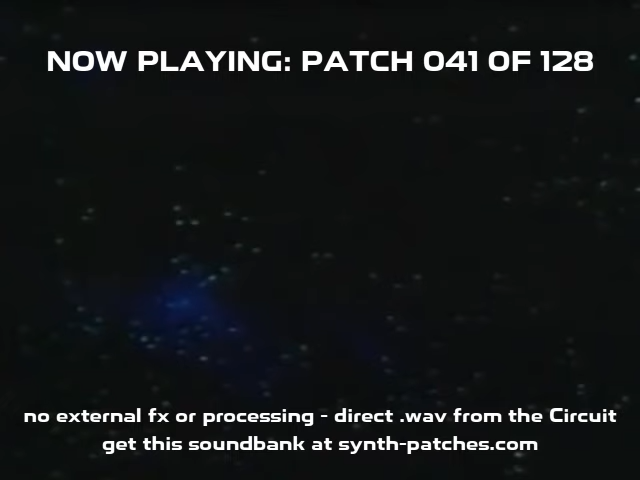 NOW PLAYING: PATCH 041 OF 128
no external fx or processing - direct .wav from the Circuit
get this soundbank at synth-patches.com